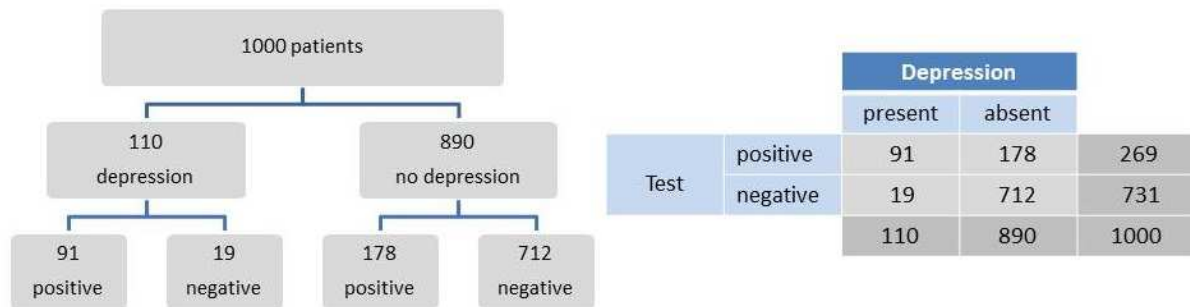 1000 patients
110
depression
890
no depression
91
positive
19
negative
178
positive
712
negative
Depression
present absent
Test
positive 91 178 269
negative 19 712 731
110 890 1000